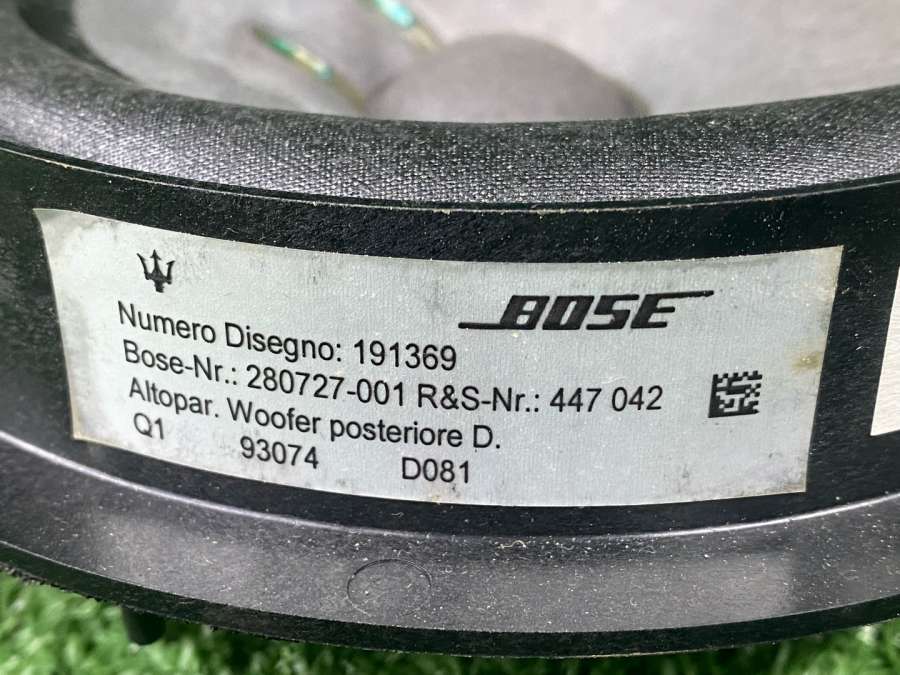 BOSE
Numero Disegno: 191369
Bose-Nr.: 280727-001 R&S-Nr.: 447 042
Altopar. Woofer posteriore D.
Q1 93074 D081